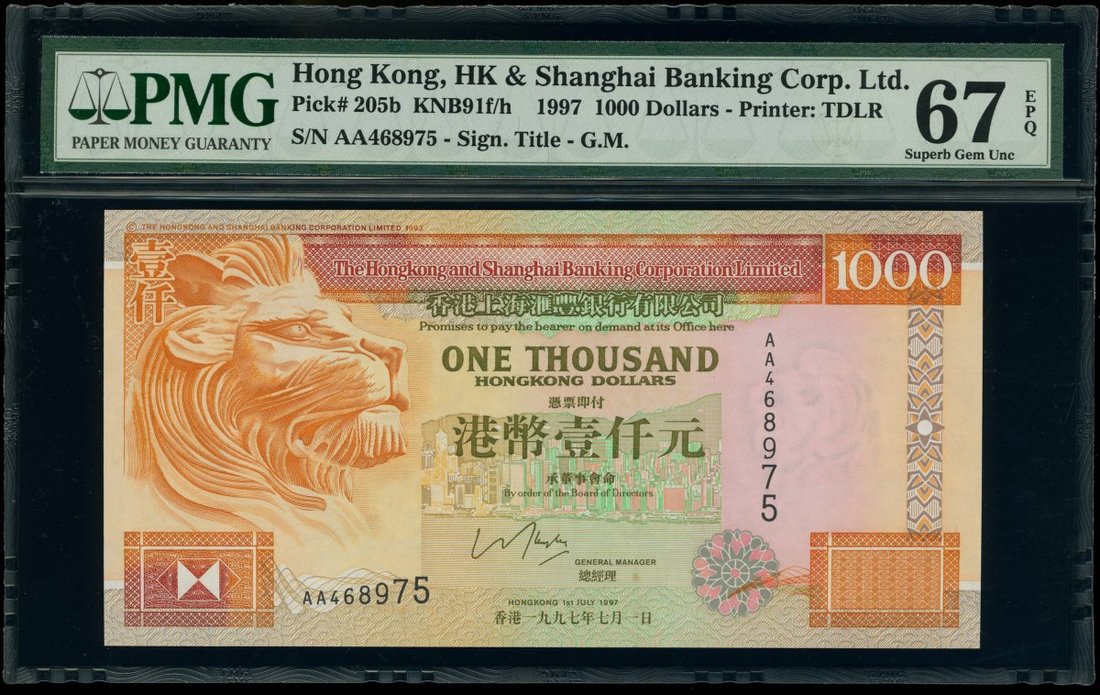 PMG
PAPER MONEY GUARANTY
Hong Kong, HK & Shanghai Banking Corp. Ltd.
Pick# 205b KNB91f/h 1997 1000 Dollars - Printer: TDLR
S/N AA468975 - Sign. Title - G.M.
67
EPQ
Superb Gem Unc
© THE HONGKONG AND SHANGHAI BANKING CORPORATION LIMITED 1993
壹仟
The Hongkong and Shanghai Banking Corporation Limited
1000
香港上海滙豐銀行有限公司
Promises to pay the bearer on demand at its Office here
ONE THOUSAND
HONGKONG DOLLARS
憑票即付
港幣壹仟元
承董事會命
By order of the Board of Directors
AA468975
GENERAL MANAGER
總經理
AA468975
HONGKONG 1st JULY 1997
香港一九九七年七月一日